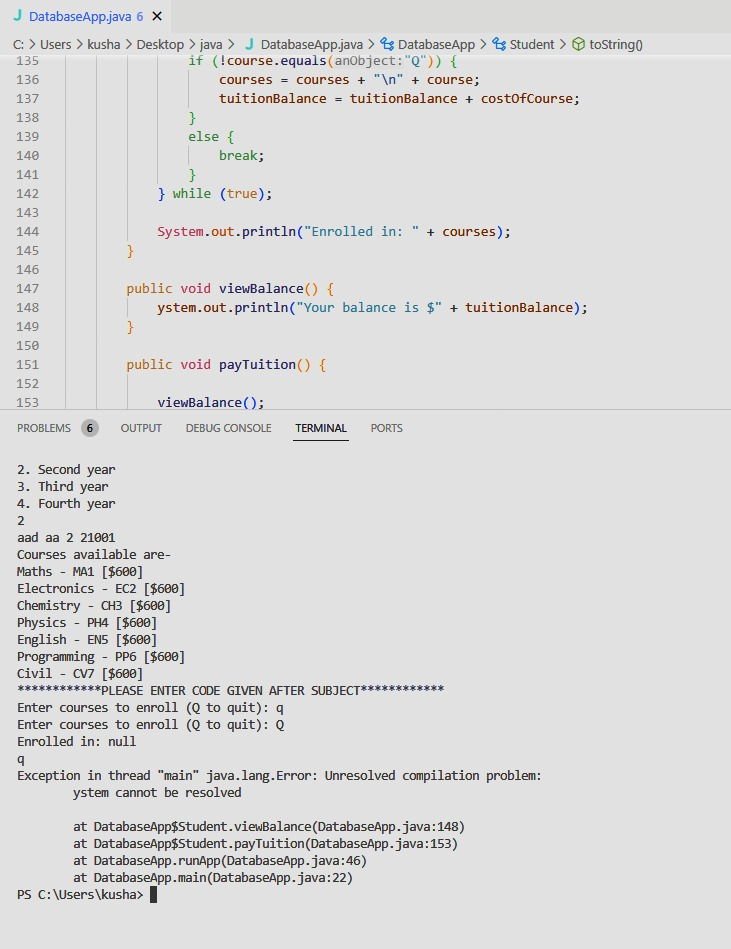 J DatabaseApp.java 6 ×
C: > Users > kusha > Desktop > java > J DatabaseApp.java > DatabaseApp > Student > toString()
135 if (!course.equals(anObject:"Q")) {
136 courses = courses + "\n" + course;
137 tuitionBalance = tuitionBalance + costOfCourse;
138 }
139 else {
140 break;
141 }
142 } while (true);
143
144 System.out.println("Enrolled in: " + courses);
145 }
146
147 public void viewBalance() {
148 ystem.out.println("Your balance is $" + tuitionBalance);
149 }
150
151 public void payTuition() {
152
153 viewBalance();
PROBLEMS 6 OUTPUT DEBUG CONSOLE TERMINAL PORTS
2. Second year
3. Third year
4. Fourth year
2
aad aa 2 21001
Courses available are-
Maths - MA1 [$600]
Electronics - EC2 [$600]
Chemistry - CH3 [$600]
Physics - PH4 [$600]
English - EN5 [$600]
Programming - PP6 [$600]
Civil - CV7 [$600]
************PLEASE ENTER CODE GIVEN AFTER SUBJECT************
Enter courses to enroll (Q to quit): q
Enter courses to enroll (Q to quit): Q
Enrolled in: null
q
Exception in thread "main" java.lang.Error: Unresolved compilation problem:
ystem cannot be resolved
at DatabaseApp$Student.viewBalance(DatabaseApp.java:148)
at DatabaseApp$Student.payTuition(DatabaseApp.java:153)
at DatabaseApp.runApp(DatabaseApp.java:46)
at DatabaseApp.main(DatabaseApp.java:22)
PS C:\Users\kusha>